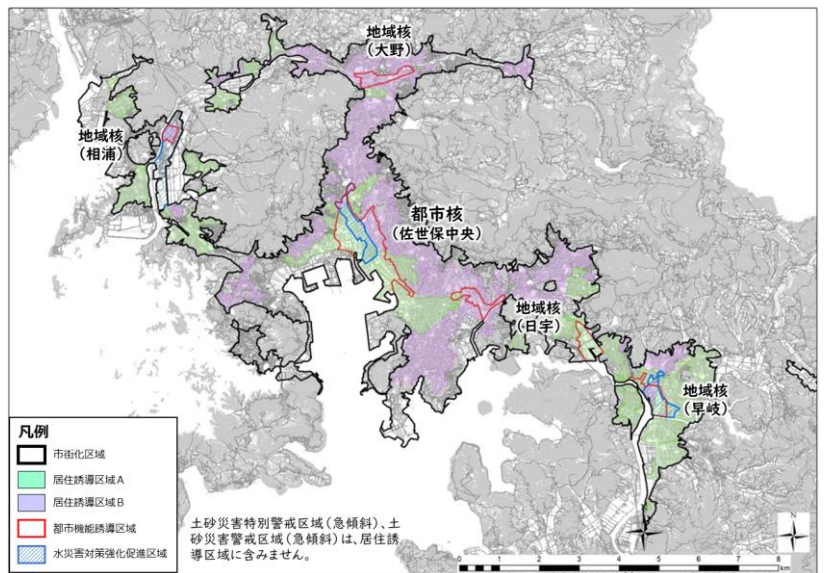 地域核
(大野)
地域核
(相浦)
都市核
(佐世保中央)
地域核
(日宇)
地域核
(早岐)
凡例
市街化区域
居住誘導区域A
居住誘導区域B
都市機能誘導区域
水災害対策強化促進区域
土砂災害特別警戒区域(急傾斜)、土
砂災害警戒区域(急傾斜)は、居住誘
導区域に含みません。
N
0 1 2 3 4 5 6 7 8
km